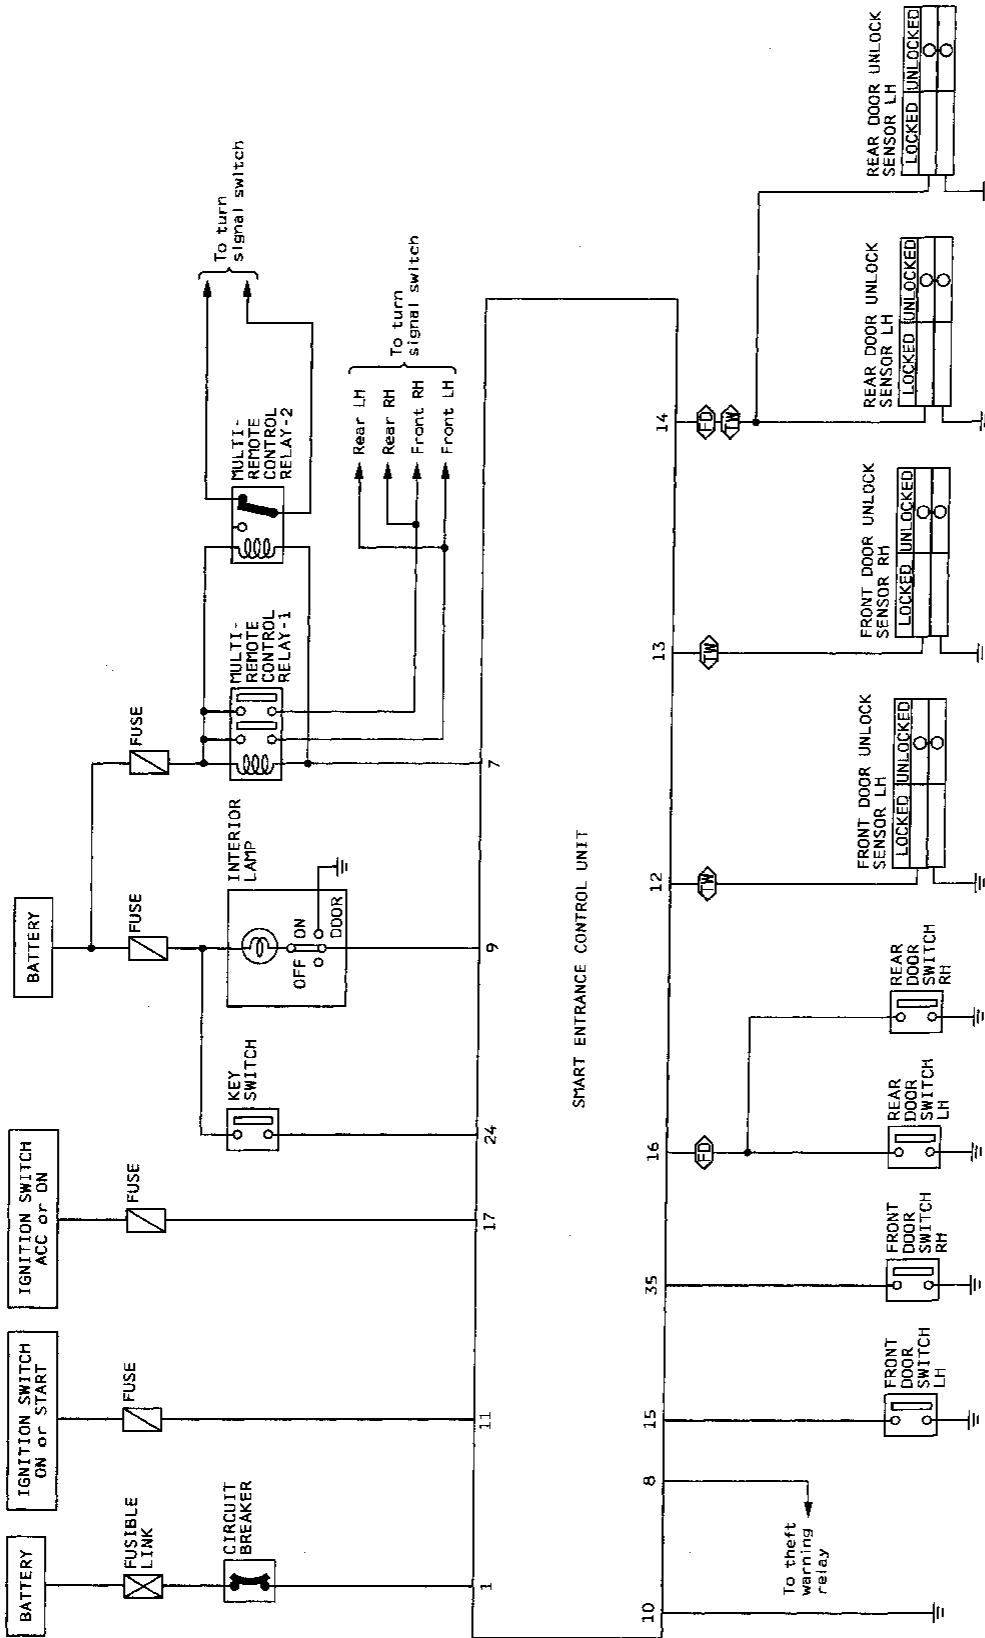 BATTERY
FUSIBLE
LINK
CIRCUIT
BREAKER
1
IGNITION SWITCH
ON or START
FUSE
11
IGNITION SWITCH
ACC or ON
FUSE
17
KEY
SWITCH
24
BATTERY
FUSE
INTERIOR
LAMP
OFF
ON
DOOR
9
FUSE
MULTI-
REMOTE
CONTROL
RELAY-1
7
MULTI-
REMOTE
CONTROL
RELAY-2
To turn
signal switch
Rear LH
Rear RH
Front RH
Front LH
To turn
signal switch
SMART ENTRANCE CONTROL UNIT
10
8
To theft
warning
relay
15
FRONT
DOOR
SWITCH
LH
35
FRONT
DOOR
SWITCH
RH
16
FD
REAR
DOOR
SWITCH
LH
REAR
DOOR
SWITCH
RH
12
TW
FRONT DOOR UNLOCK
SENSOR LH
LOCKED UNLOCKED
13
TW
FRONT DOOR UNLOCK
SENSOR RH
LOCKED UNLOCKED
14
FD
TW
REAR DOOR UNLOCK
SENSOR LH
LOCKED UNLOCKED
REAR DOOR UNLOCK
SENSOR LH
LOCKED UNLOCKED